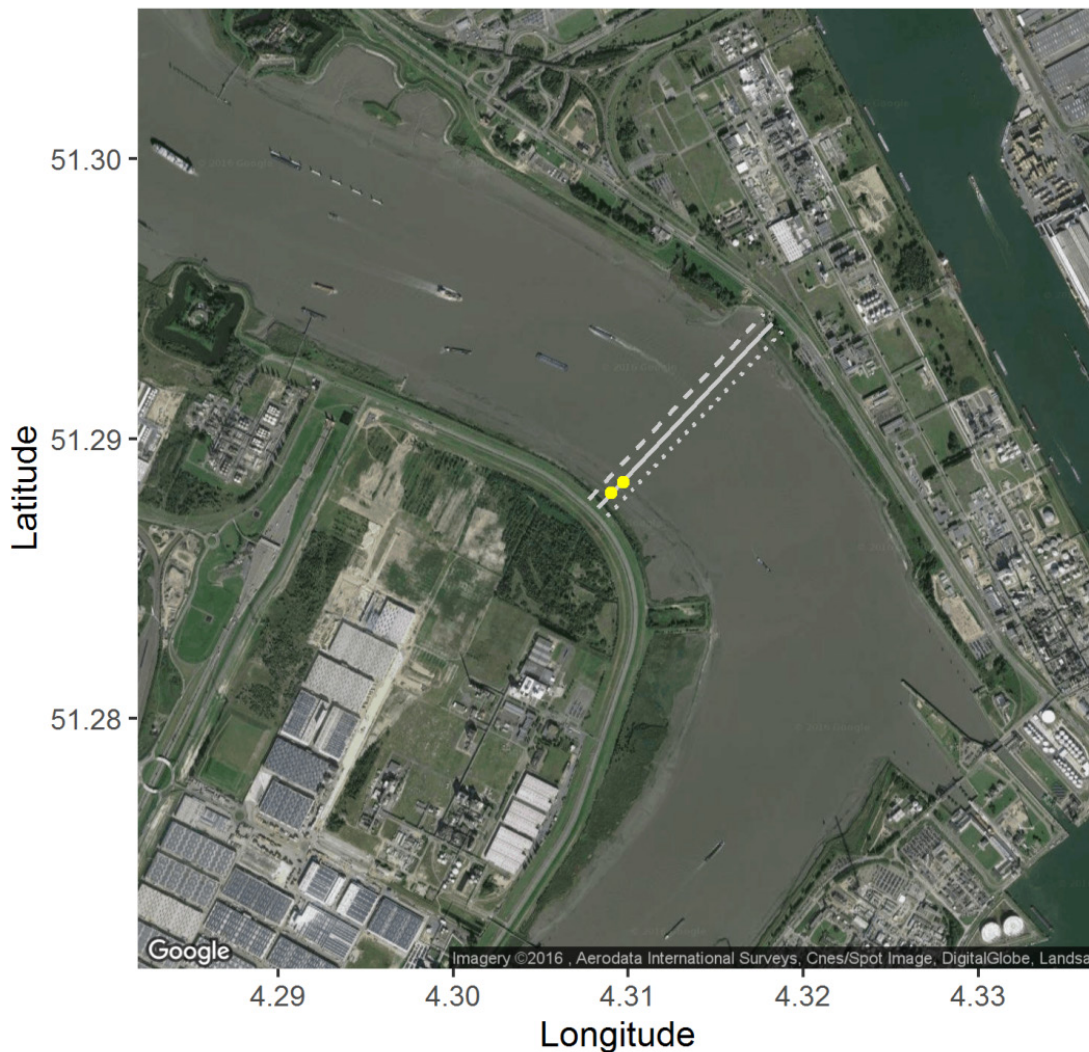 51.30
51.29
51.28
Latitude
Google
Imagery ©2016 , Aerodata International Surveys, Cnes/Spot Image, DigitalGlobe, Landsa
4.29 4.30 4.31 4.32 4.33
Longitude